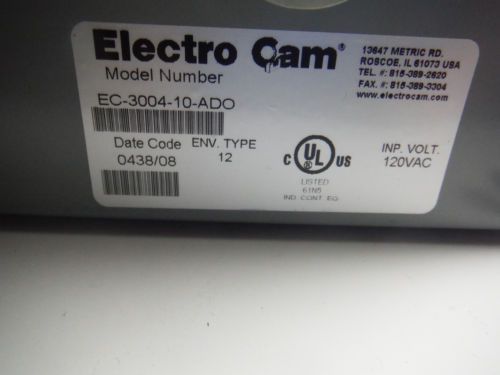 Electro Cam®
Model Number
13647 METRIC RD.
ROSCOE, IL 61073 USA
TEL. #: 815-389-2620
FAX. #: 815-389-3304
www.electrocam.com
EC-3004-10-ADO
Date Code
0438/08
ENV. TYPE
12
C UL US
LISTED
61N5
IND. CONT. EQ.
INP. VOLT.
120VAC